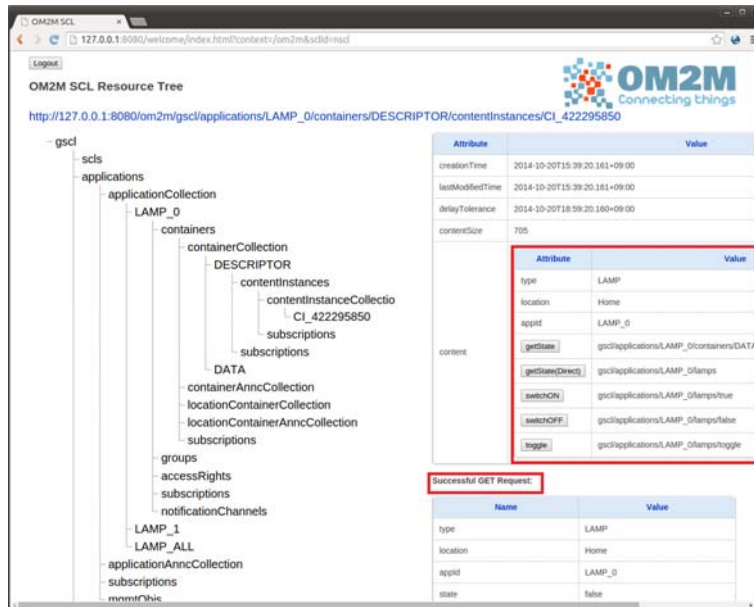 OM2M SCL
127.0.0.1:8080/welcome/index.html?context=/om2m&sclId=nscl
Logout
OM2M SCL Resource Tree
OM2M
Connecting things
http://127.0.0.1:8080/om2m/gscl/applications/LAMP_0/containers/DESCRIPTOR/contentInstances/CI_422295850
gscl
scls
applications
applicationCollection
LAMP_0
containers
containerCollection
DESCRIPTOR
contentInstances
contentInstanceCollectio
CI_422295850
subscriptions
subscriptions
DATA
containerAnncCollection
locationContainerCollection
locationContainerAnncCollection
subscriptions
groups
accessRights
subscriptions
notificationChannels
LAMP_1
LAMP_ALL
applicationAnncCollection
subscriptions
mgmtObjs
Attribute Value
creationTime 2014-10-20T15:39:20.161+09:00
lastModifiedTime 2014-10-20T15:39:20.161+09:00
delayTolerance 2014-10-20T18:59:20.160+09:00
contentSize 705
content
Attribute Value
type LAMP
location Home
appId LAMP_0
getState gscl/applications/LAMP_0/containers/DATA
getState(Direct) gscl/applications/LAMP_0/lamps
switchON gscl/applications/LAMP_0/lamps/true
switchOFF gscl/applications/LAMP_0/lamps/false
toggle gscl/applications/LAMP_0/lamps/toggle
Successful GET Request:
Name Value
type LAMP
location Home
appId LAMP_0
state false